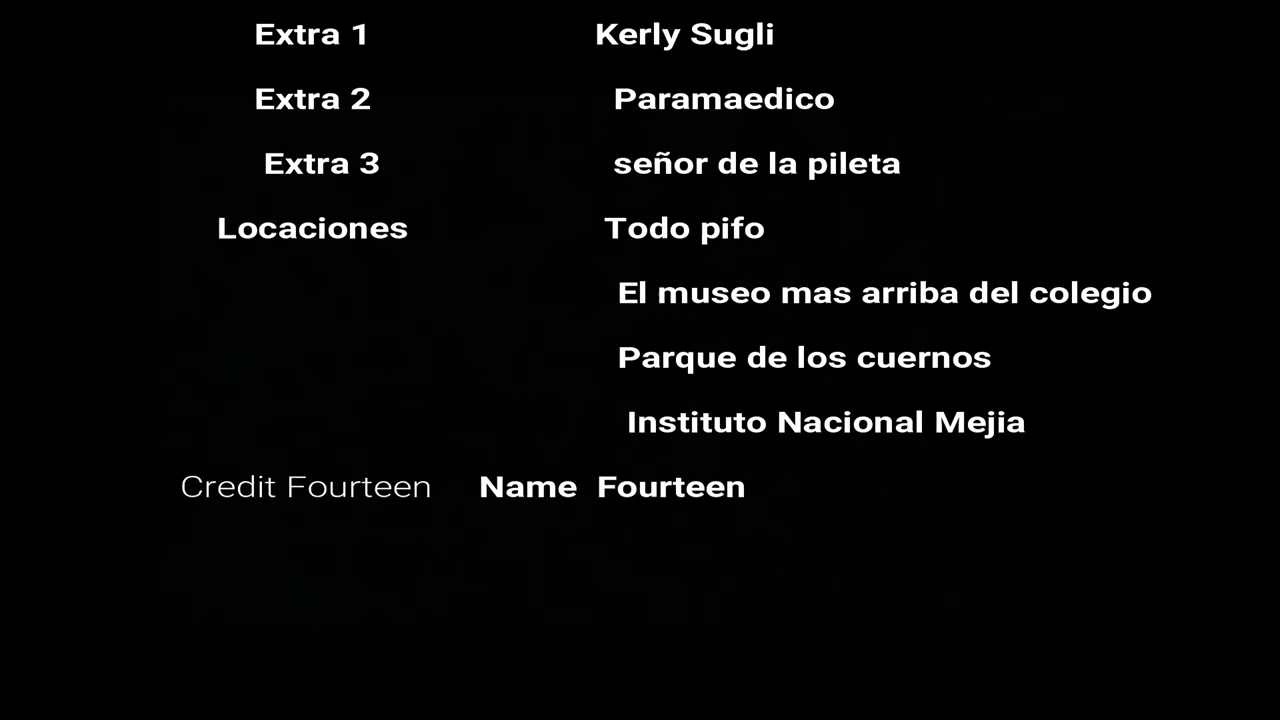 Extra 1 Kerly Sugli
Extra 2 Paramaedico
Extra 3 señor de la pileta
Locaciones Todo pifo
El museo mas arriba del colegio
Parque de los cuernos
Instituto Nacional Mejia
Credit Fourteen Name Fourteen